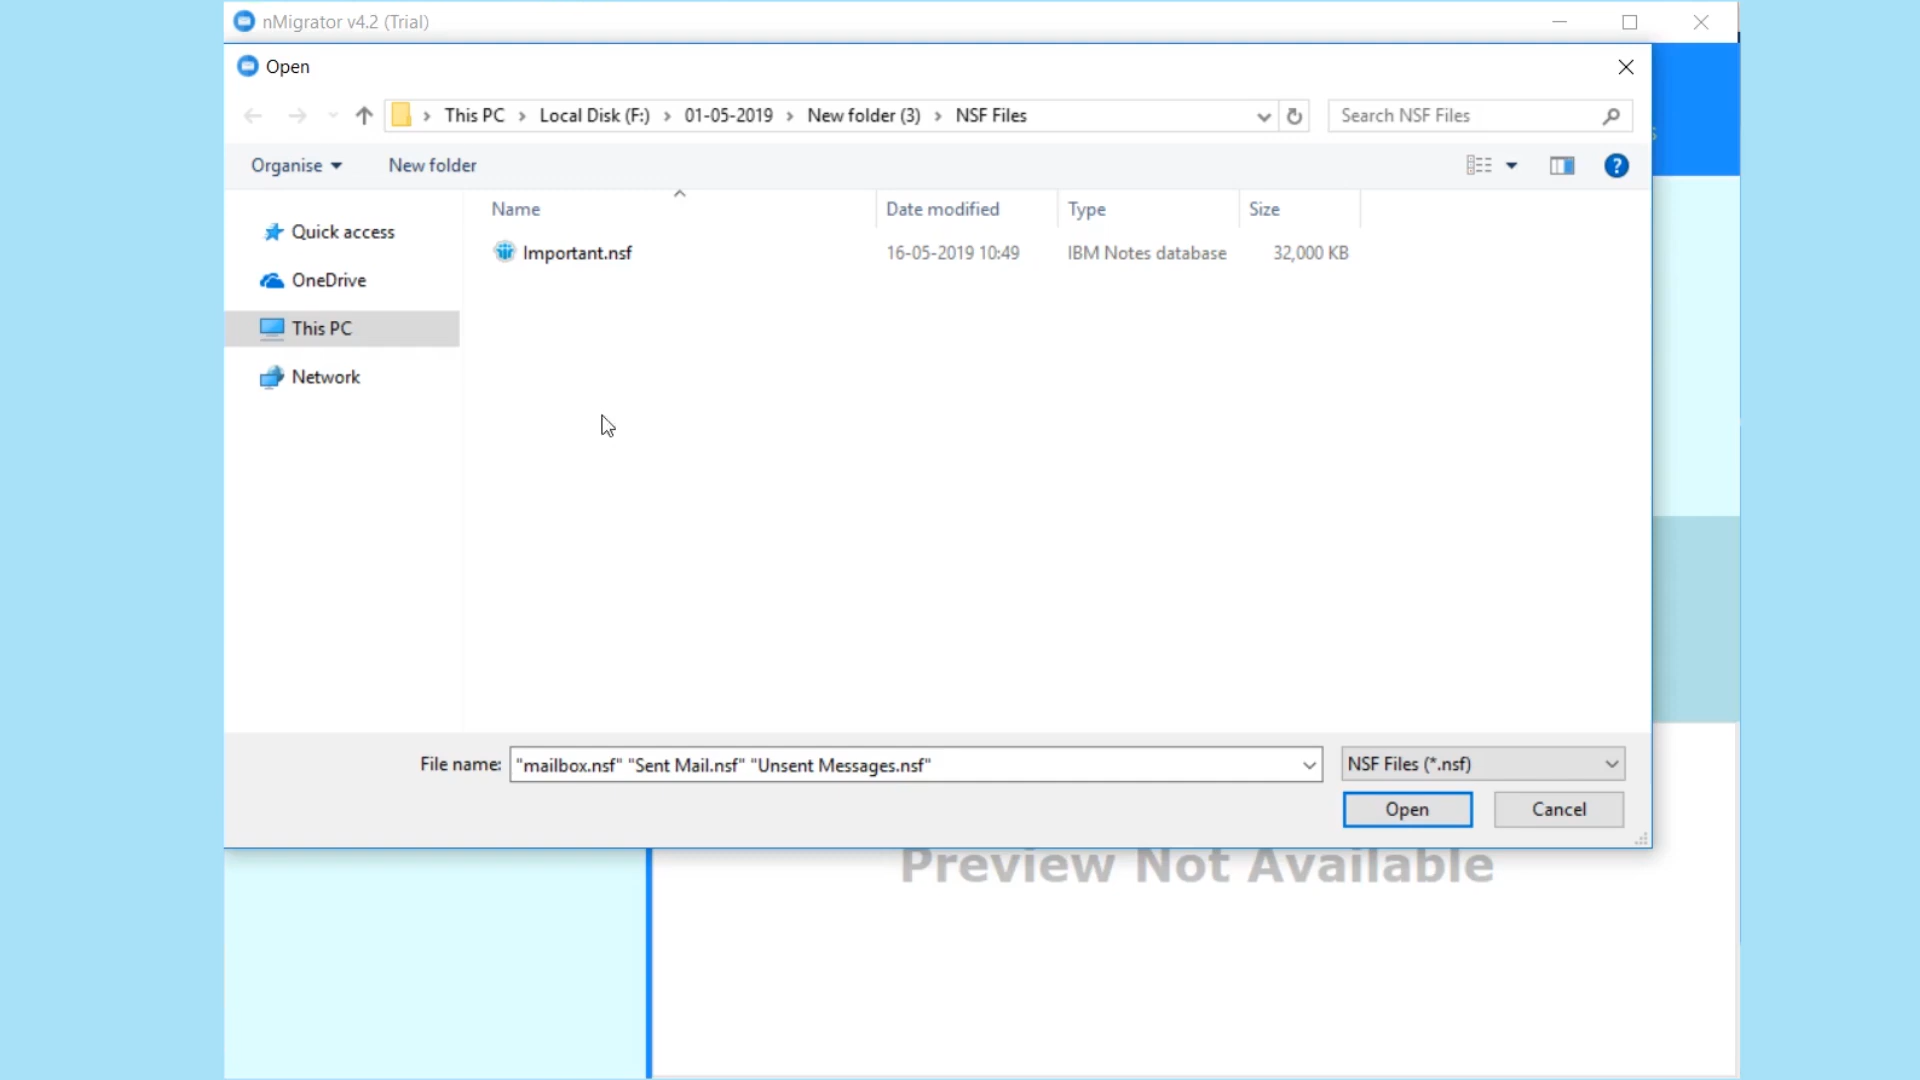 nMigrator v4.2 (Trial)
Open
This PC › Local Disk (F:) › 01-05-2019 › New folder (3) › NSF Files
Search NSF Files
Organise
New folder
?
Name
Date modified
Type
Size
Quick access
OneDrive
This PC
Network
Important.nsf
16-05-2019 10:49
IBM Notes database
32,000 KB
File name:
"mailbox.nsf" "Sent Mail.nsf" "Unsent Messages.nsf"
NSF Files (*.nsf)
Open
Cancel
Preview Not Available